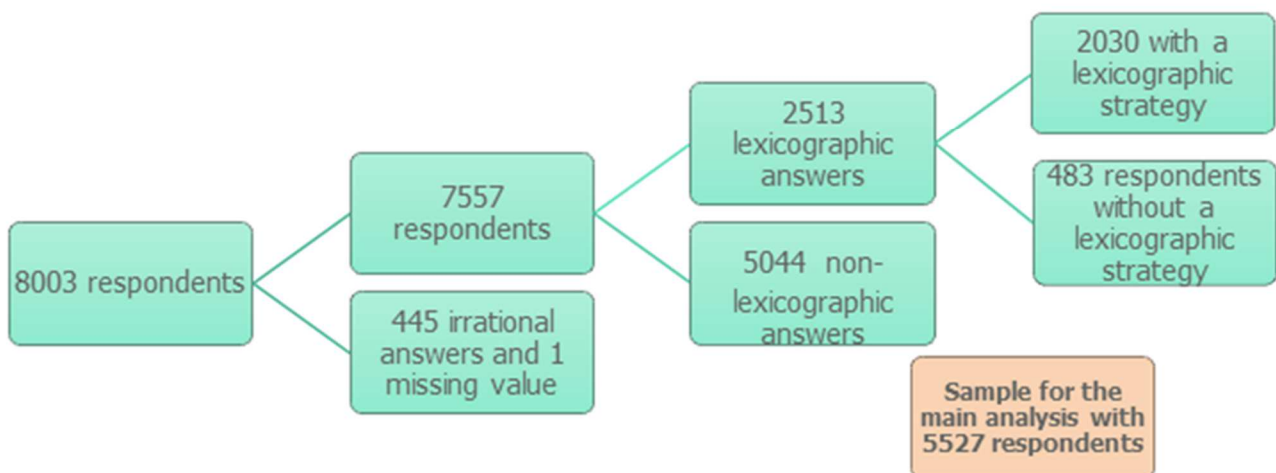 8003 respondents
7557
respondents
445 irrational
answers and 1
missing value
2513
lexicographic
answers
5044 non-
lexicographic
answers
2030 with a
lexicographic
strategy
483 respondents
without a
lexicographic
strategy
Sample for the
main analysis with
5527 respondents